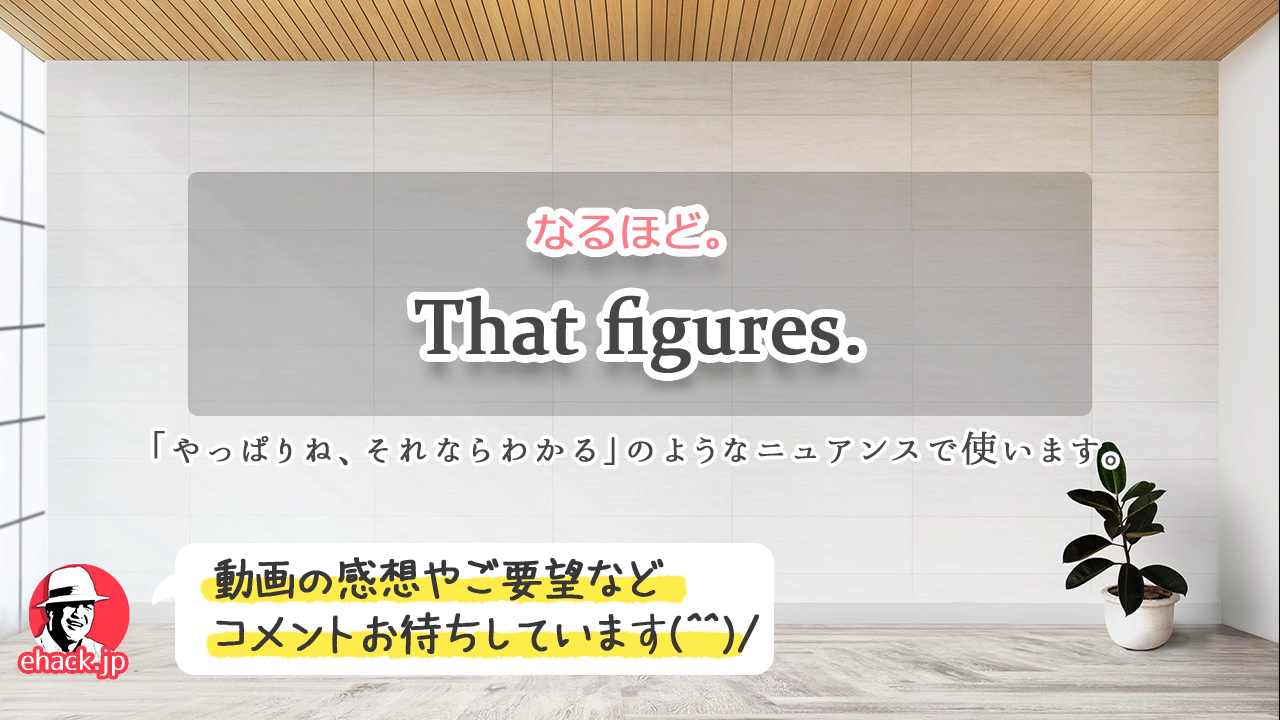 なるほど。
That figures.
「やっぱりね、それならわかる」のようなニュアンスで使います。
動画の感想やご要望など
コメントお待ちしています(^^)/
ehack.jp